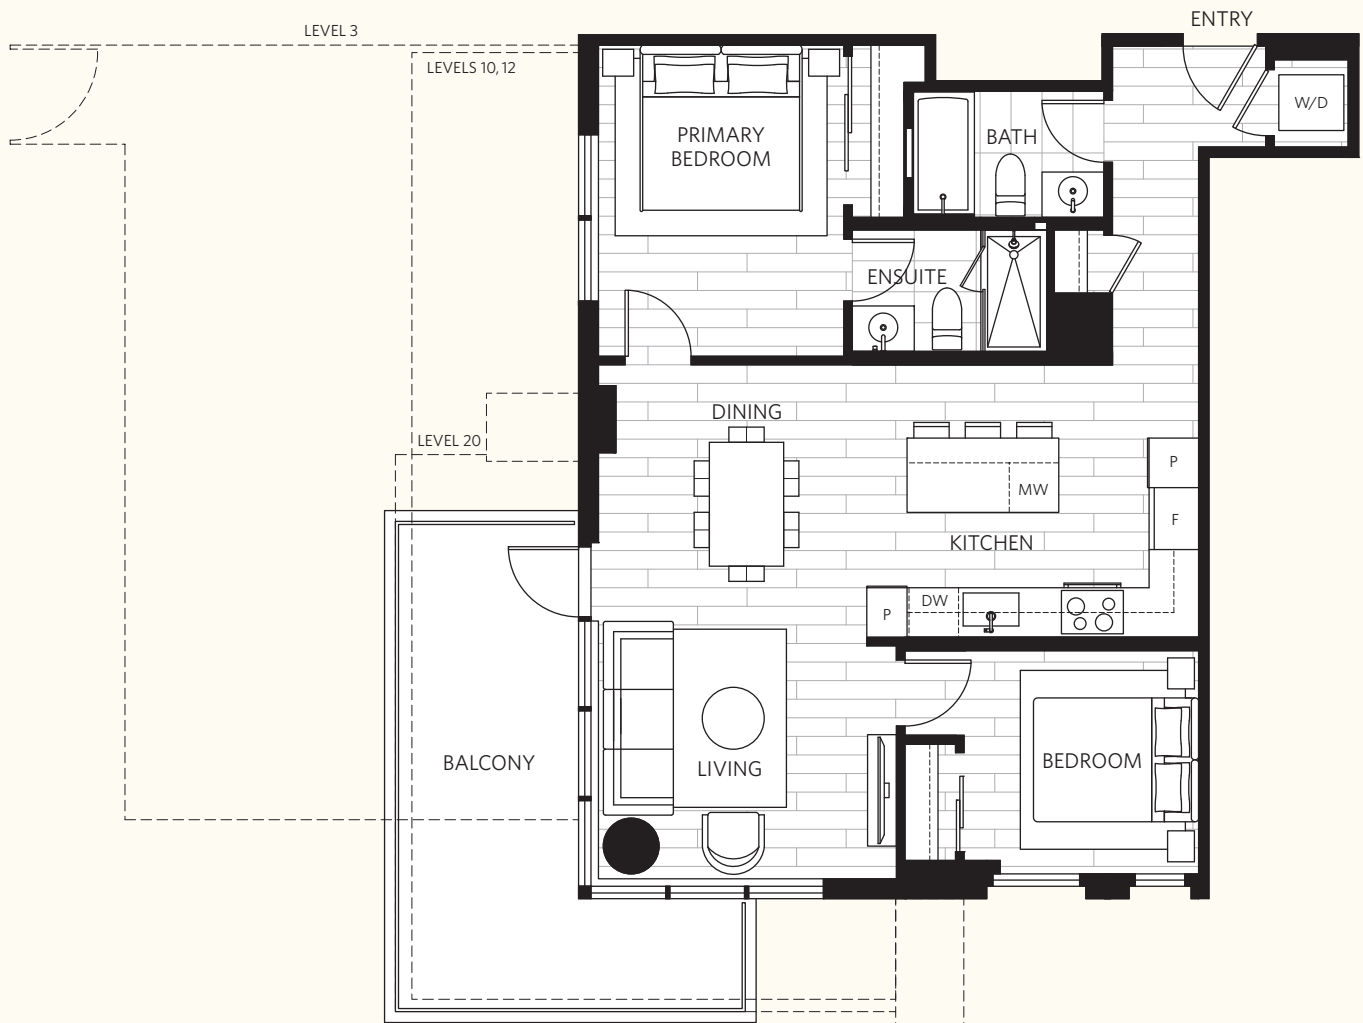 ENTRY
LEVEL 3
LEVELS 10, 12
W/D
PRIMARY
BEDROOM
BATH
ENSUITE
DINING
LEVEL 20
P
MW
F
KITCHEN
DW
P
BALCONY
LIVING
BEDROOM